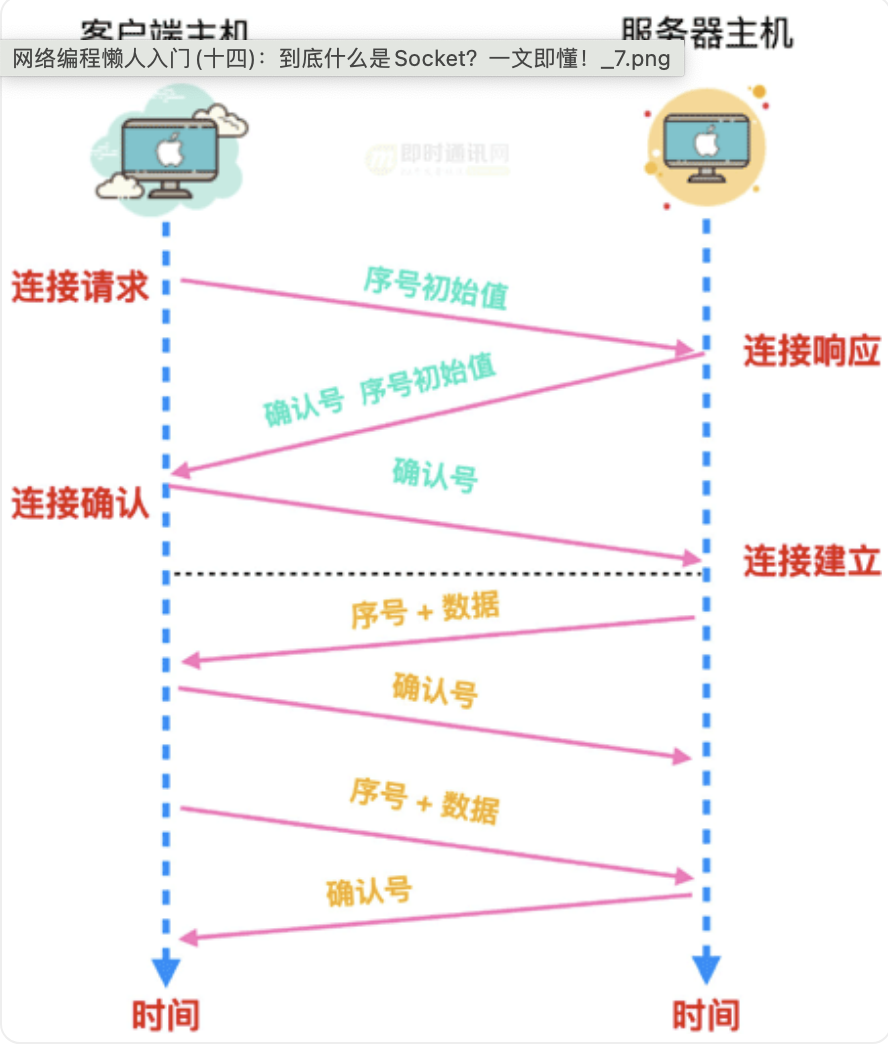 客户端主机
服务器主机
网络编程懒人入门(十四)：到底什么是Socket？一文即懂！_7.png
即时通讯网
连接请求
序号初始值
连接响应
确认号 序号初始值
确认号
连接确认
连接建立
序号 + 数据
确认号
序号 + 数据
确认号
时间
时间